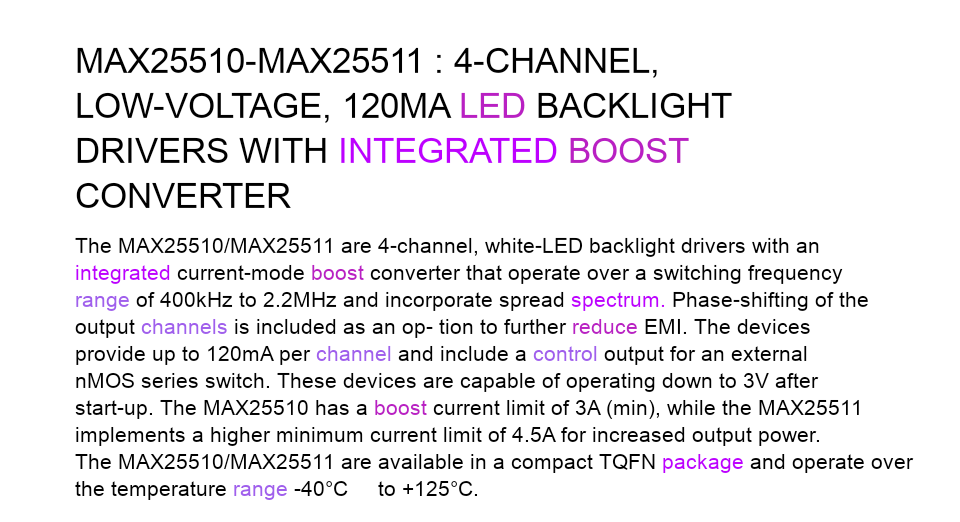 MAX25510-MAX25511 : 4-CHANNEL,
LOW-VOLTAGE, 120MA LED BACKLIGHT
DRIVERS WITH INTEGRATED BOOST
CONVERTER
The MAX25510/MAX25511 are 4-channel, white-LED backlight drivers with an
integrated current-mode boost converter that operate over a switching frequency
range of 400kHz to 2.2MHz and incorporate spread spectrum. Phase-shifting of the
output channels is included as an op- tion to further reduce EMI. The devices
provide up to 120mA per channel and include a control output for an external
nMOS series switch. These devices are capable of operating down to 3V after
start-up. The MAX25510 has a boost current limit of 3A (min), while the MAX25511
implements a higher minimum current limit of 4.5A for increased output power.
The MAX25510/MAX25511 are available in a compact TQFN package and operate over
the temperature range -40°C to +125°C.